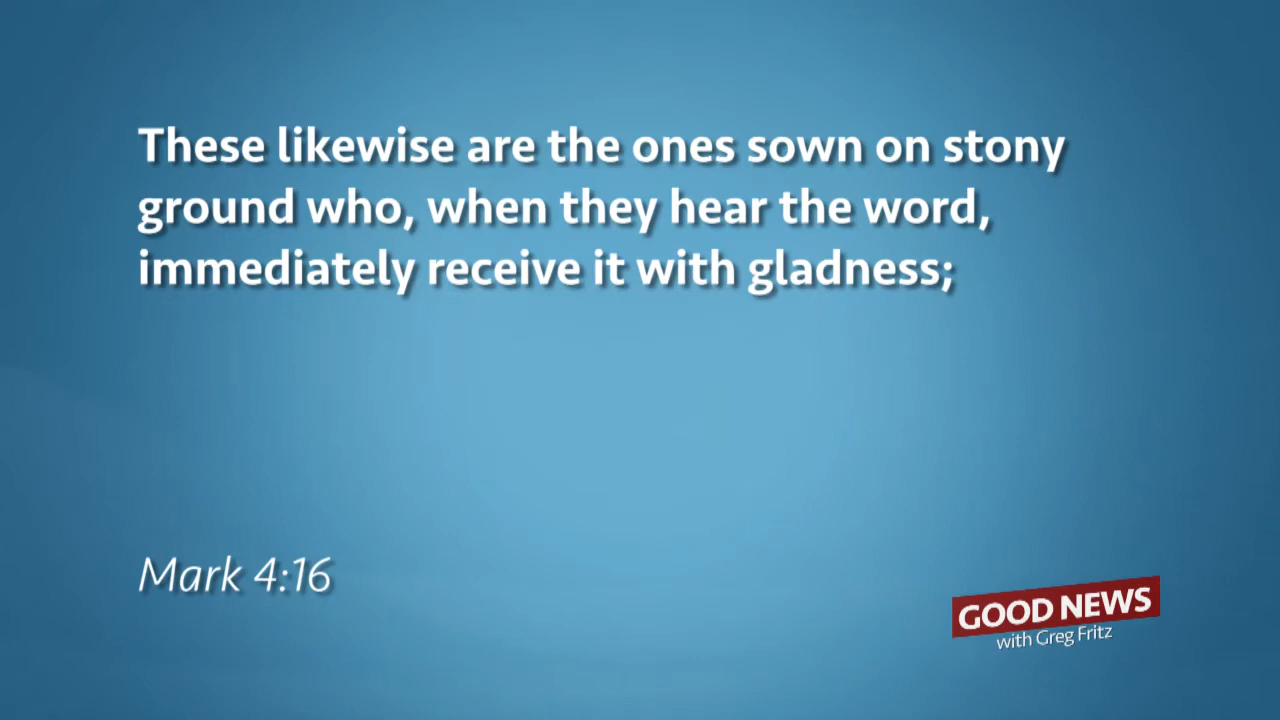 These likewise are the ones sown on stony
ground who, when they hear the word,
immediately receive it with gladness;
Mark 4:16
GOOD NEWS
with Greg Fritz